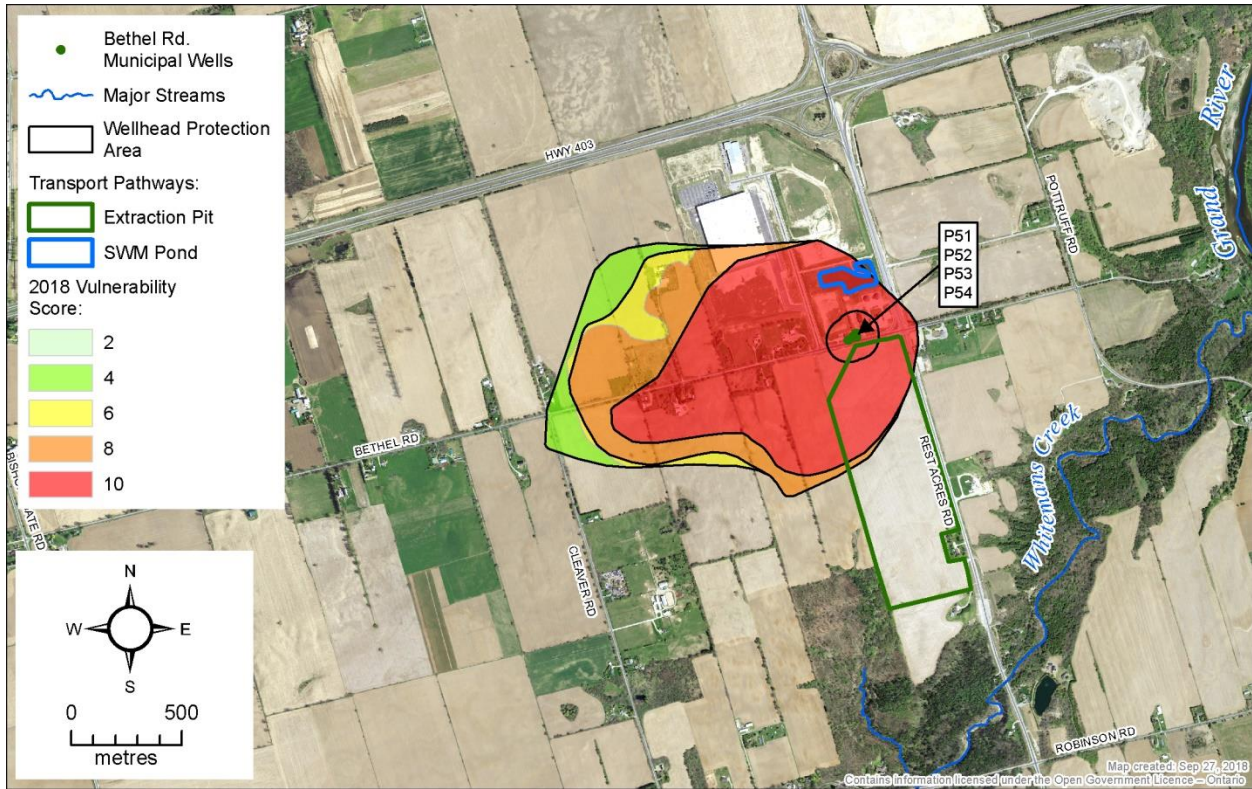 Bethel Rd.
Municipal Wells
Major Streams
Wellhead Protection
Area
Transport Pathways:
Extraction Pit
SWM Pond
2018 Vulnerability
Score:
2
4
6
8
10
N
W E
S
0 500
metres
HWY 403
POTTRUFF RD
Grand River
P51
P52
P53
P54
BETHEL RD
REST ACRES RD
Whitemans Creek
CLEAVER RD
ROBINSON RD
Map created: Sep 27, 2018
Contains information licensed under the Open Government Licence – Ontario